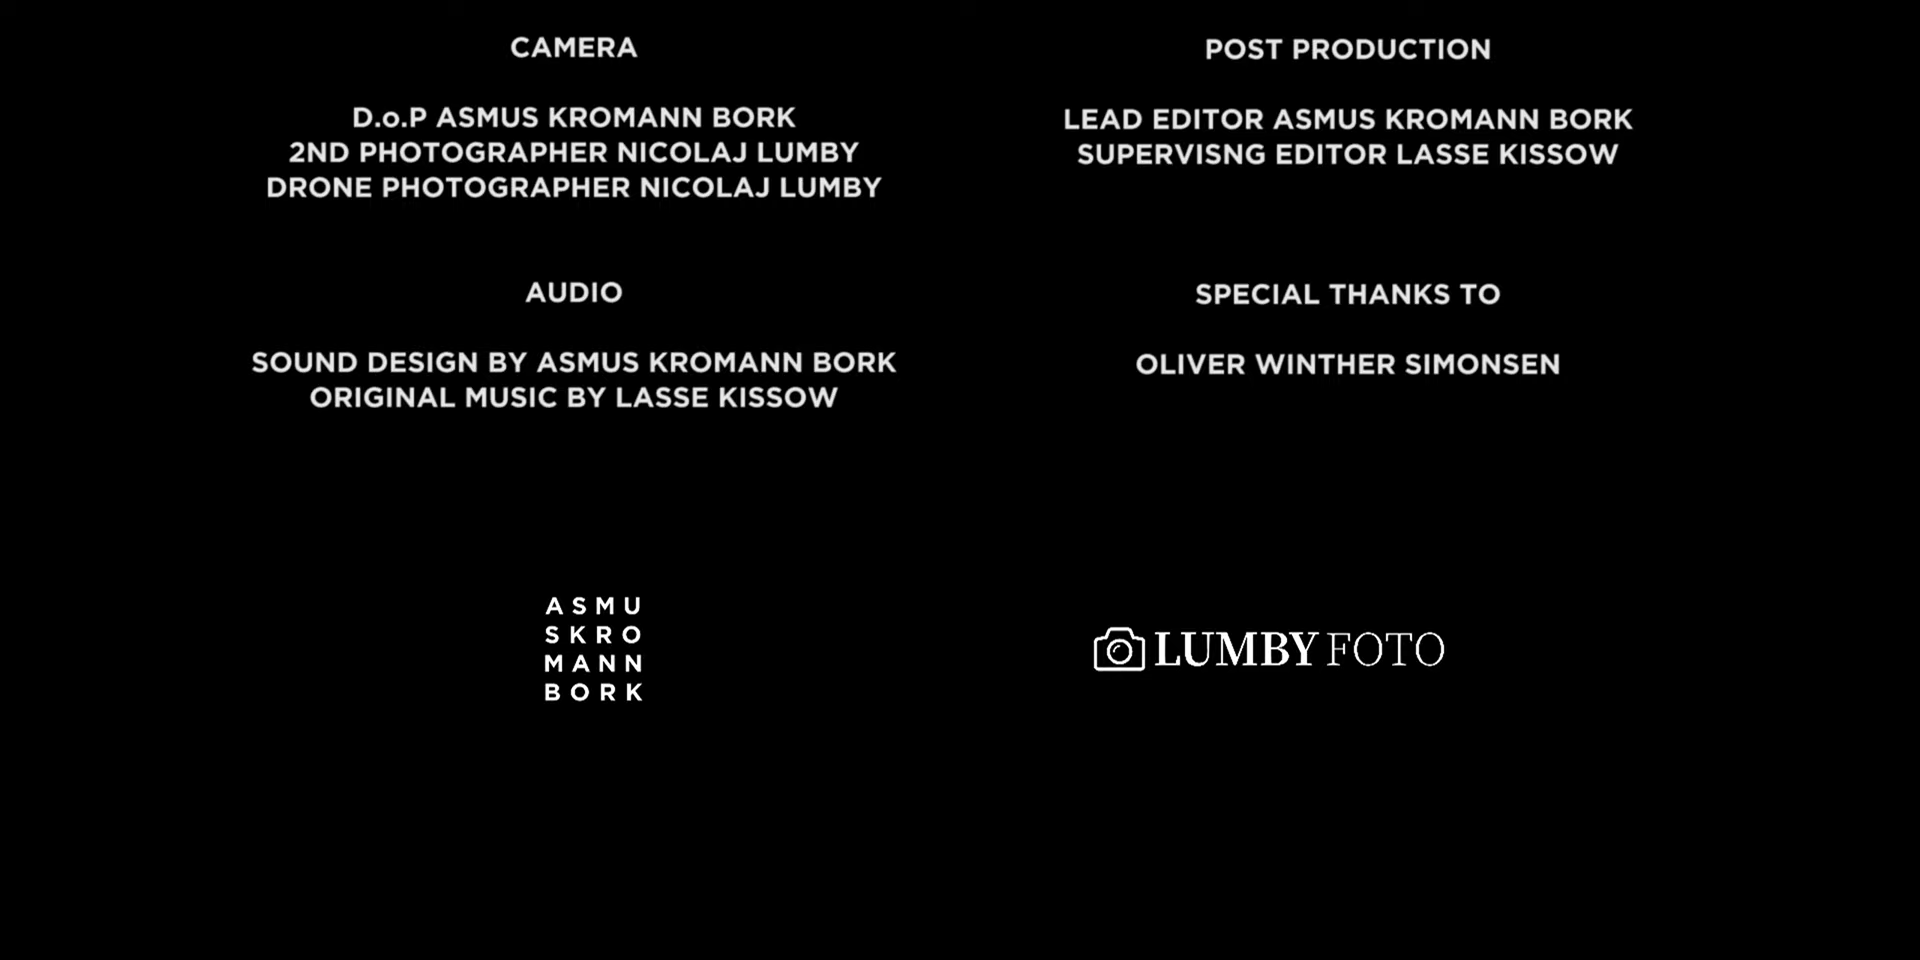 CAMERA
D.o.P ASMUS KROMANN BORK
2ND PHOTOGRAPHER NICOLAJ LUMBY
DRONE PHOTOGRAPHER NICOLAJ LUMBY
AUDIO
SOUND DESIGN BY ASMUS KROMANN BORK
ORIGINAL MUSIC BY LASSE KISSOW
POST PRODUCTION
LEAD EDITOR ASMUS KROMANN BORK
SUPERVISNG EDITOR LASSE KISSOW
SPECIAL THANKS TO
OLIVER WINTHER SIMONSEN
ASMU
SKRO
MANN
BORK
LUMBY FOTO